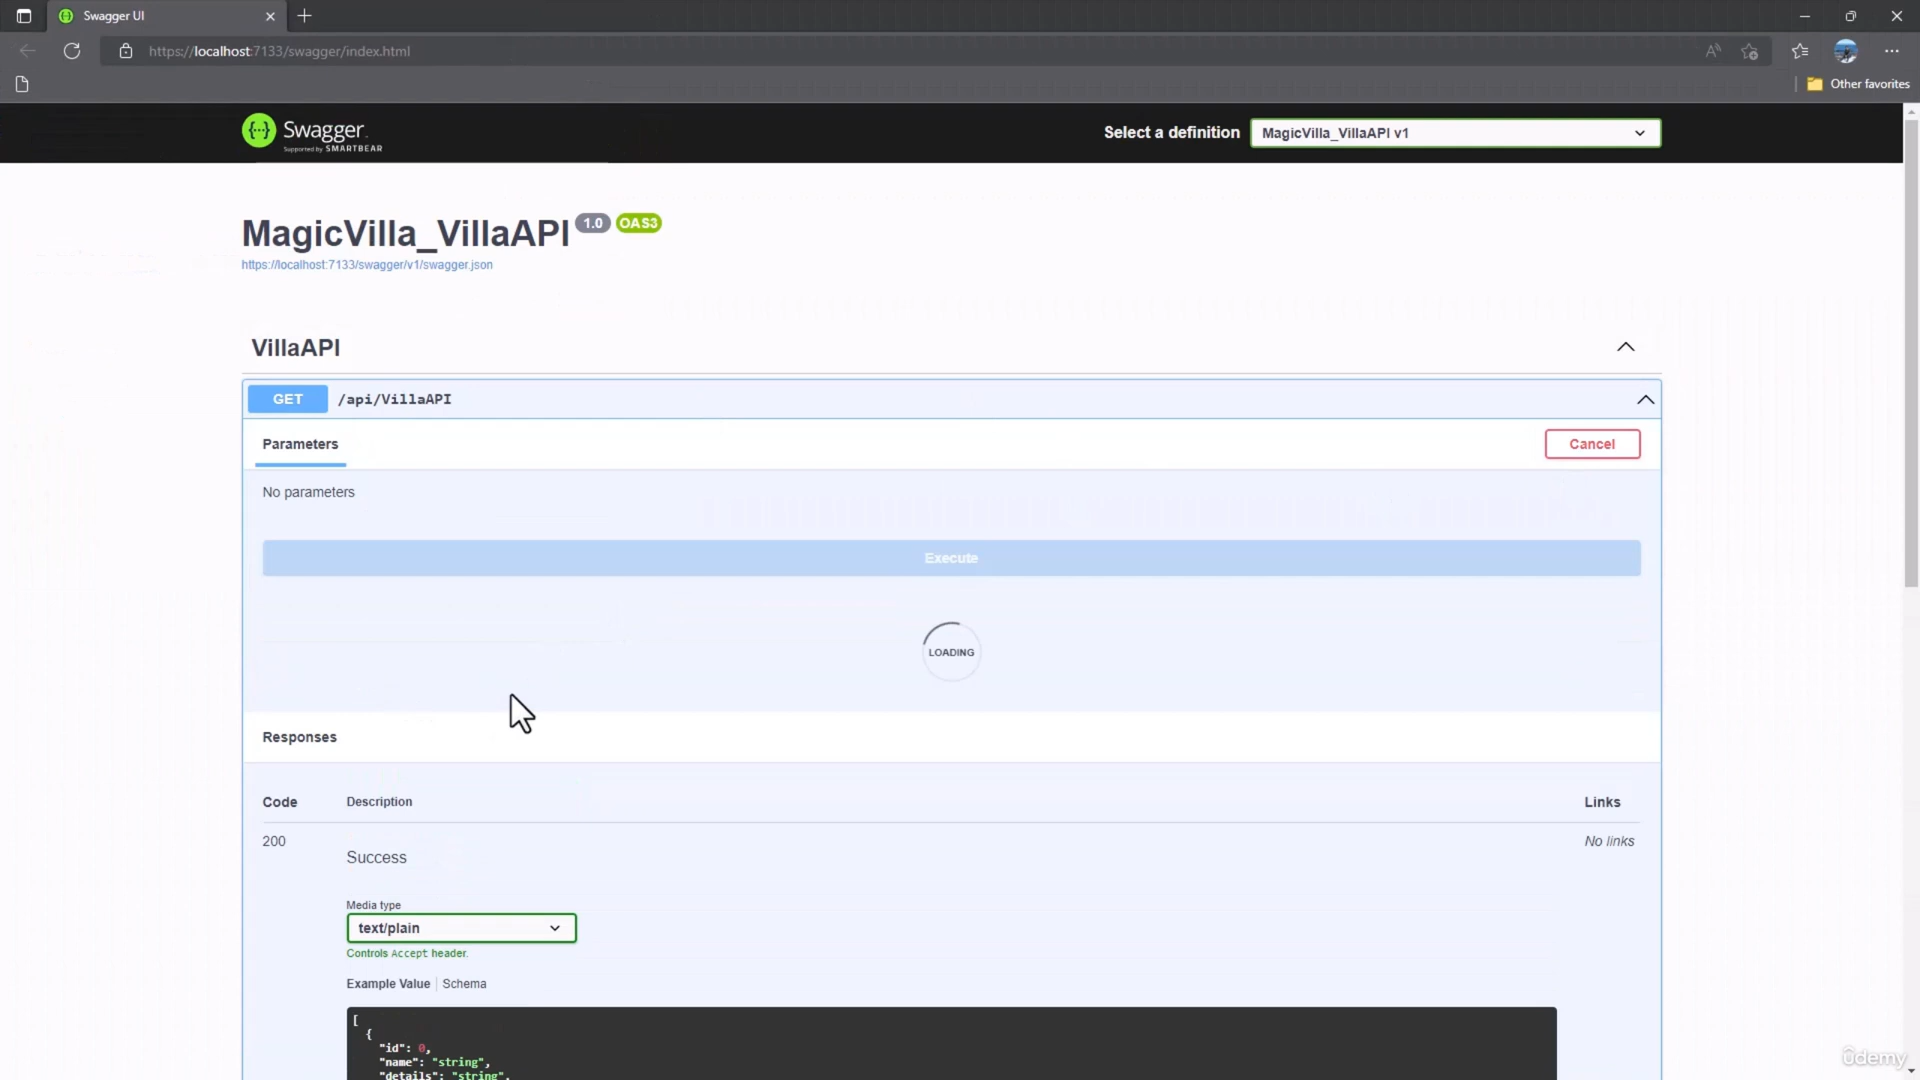 Swagger UI
https://localhost:7133/swagger/index.html
Other favorites
Swagger.
Supported by SMARTBEAR
Select a definition
MagicVilla_VillaAPI v1
MagicVilla_VillaAPI 1.0 OAS3
https://localhost:7133/swagger/v1/swagger.json
VillaAPI
GET /api/VillaAPI
Parameters
Cancel
No parameters
Execute
LOADING
Responses
Code Description Links
200 No links
Success
Media type
text/plain
Controls Accept header.
Example Value | Schema
[
{
"id": 0,
"name": "string",
"details": "string",
ûdemy